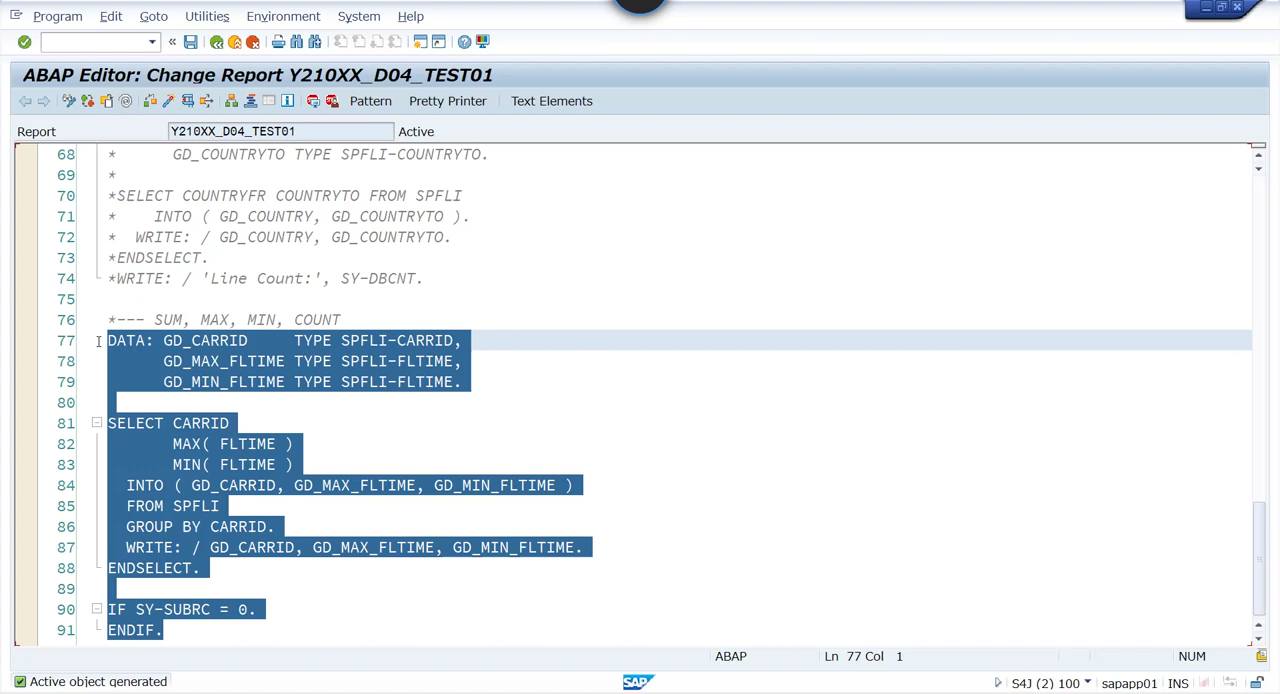 Program Edit Goto Utilities Environment System Help
ABAP Editor: Change Report Y210XX_D04_TEST01
Pattern Pretty Printer Text Elements
Report Y210XX_D04_TEST01 Active
68 * GD_COUNTRYTO TYPE SPFLI-COUNTRYTO.
69 *
70 *SELECT COUNTRYFR COUNTRYTO FROM SPFLI
71 * INTO ( GD_COUNTRY, GD_COUNTRYTO ).
72 * WRITE: / GD_COUNTRY, GD_COUNTRYTO.
73 *ENDSELECT.
74 *WRITE: / 'Line Count:', SY-DBCNT.
75
76 *--- SUM, MAX, MIN, COUNT
77 DATA: GD_CARRID TYPE SPFLI-CARRID,
78 GD_MAX_FLTIME TYPE SPFLI-FLTIME,
79 GD_MIN_FLTIME TYPE SPFLI-FLTIME.
80
81 SELECT CARRID
82 MAX( FLTIME )
83 MIN( FLTIME )
84 INTO ( GD_CARRID, GD_MAX_FLTIME, GD_MIN_FLTIME )
85 FROM SPFLI
86 GROUP BY CARRID.
87 WRITE: / GD_CARRID, GD_MAX_FLTIME, GD_MIN_FLTIME.
88 ENDSELECT.
89
90 IF SY-SUBRC = 0.
91 ENDIF.
ABAP Ln 77 Col 1 NUM
Active object generated SAP S4J (2) 100 sapapp01 INS